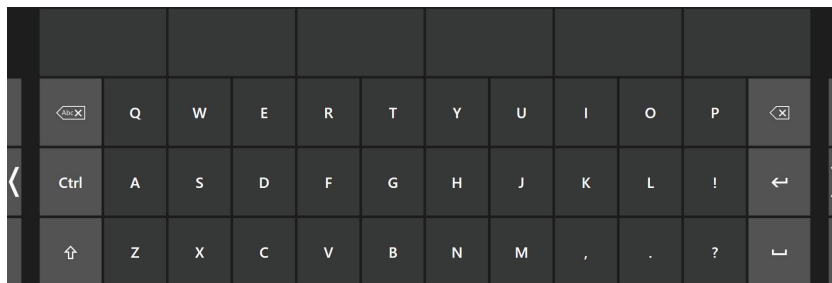 Abc Q W E R T Y U I O P
Ctrl A S D F G H J K L !
Z X C V B N M , . ?